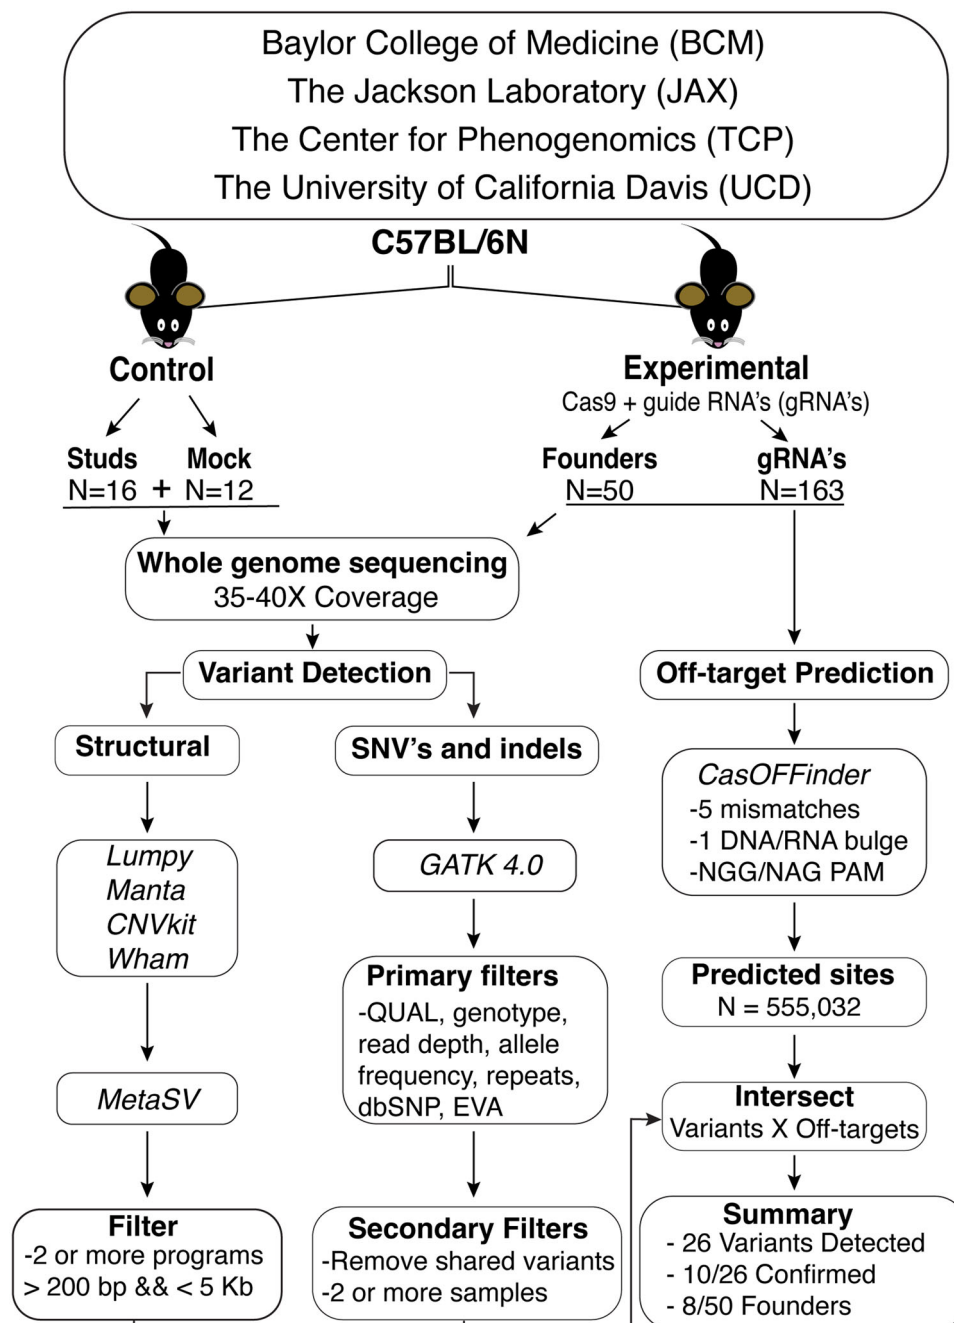 Baylor College of Medicine (BCM)
The Jackson Laboratory (JAX)
The Center for Phenogenomics (TCP)
The University of California Davis (UCD)
C57BL/6N
Control
Studs
N=16
+
Mock
N=12
Experimental
Cas9 + guide RNA's (gRNA's)
Founders
N=50
gRNA's
N=163
Whole genome sequencing
35-40X Coverage
Variant Detection
Structural
Lumpy
Manta
CNVkit
Wham
MetaSV
Filter
-2 or more programs
> 200 bp && < 5 Kb
SNV's and indels
GATK 4.0
Primary filters
-QUAL, genotype,
read depth, allele
frequency, repeats,
dbSNP, EVA
Secondary Filters
-Remove shared variants
-2 or more samples
Off-target Prediction
CasOFFinder
-5 mismatches
-1 DNA/RNA bulge
-NGG/NAG PAM
Predicted sites
N = 555,032
Intersect
Variants X Off-targets
Summary
- 26 Variants Detected
- 10/26 Confirmed
- 8/50 Founders